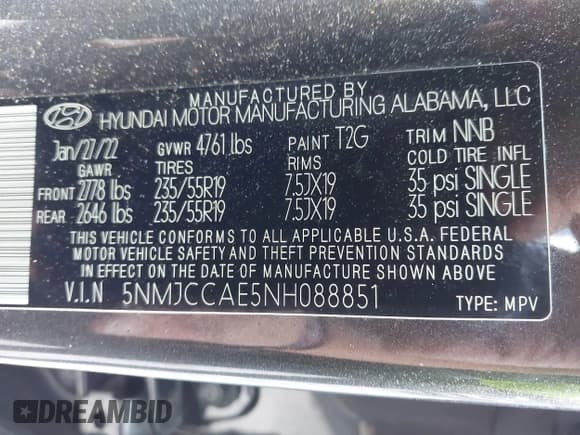 MANUFACTURED BY
HYUNDAI MOTOR MANUFACTURING ALABAMA, LLC
Jan/27/22 GVWR 4761 lbs PAINT T2G TRIM NNB
GAWR TIRES RIMS COLD TIRE INFL
FRONT 2778 lbs 235/55R19 7.5JX19 35 psi SINGLE
REAR 2646 lbs 235/55R19 7.5JX19 35 psi SINGLE
THIS VEHICLE CONFORMS TO ALL APPLICABLE U.S.A. FEDERAL
MOTOR VEHICLE SAFETY AND THEFT PREVENTION STANDARDS
IN EFFECT ON THE DATE OF MANUFACTURE SHOWN ABOVE
V.I.N 5NMJCCAE5NH088851 TYPE: MPV
DREAMBID